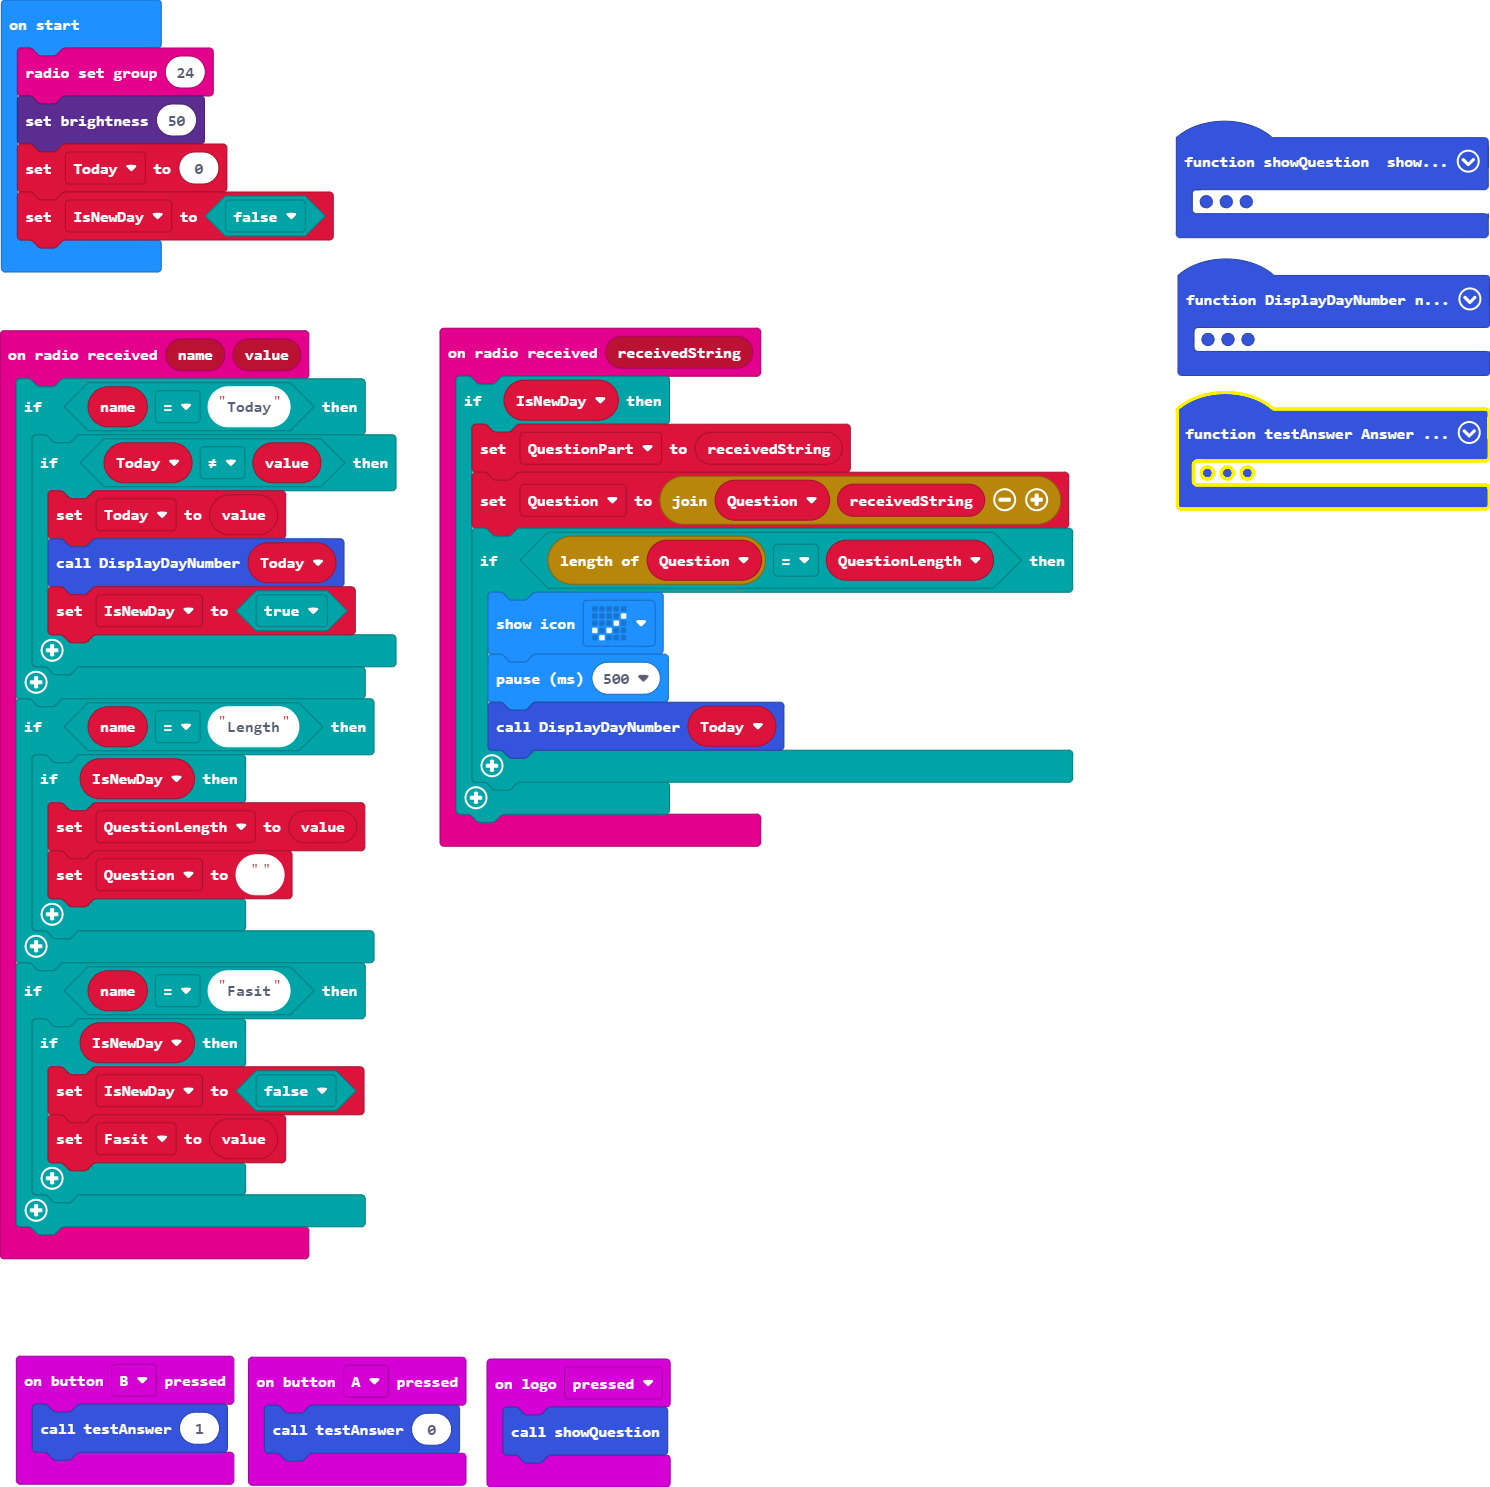 on start
radio set group 24
set brightness 50
set Today to 0
set IsNewDay to false
function showQuestion show...
function DisplayDayNumber n...
function testAnswer Answer ...
on radio received name value
if name = "Today" then
if Today ≠ value then
set Today to value
call DisplayDayNumber Today
set IsNewDay to true
if name = "Length" then
if IsNewDay then
set QuestionLength to value
set Question to " "
if name = "Fasit" then
if IsNewDay then
set IsNewDay to false
set Fasit to value
on radio received receivedString
if IsNewDay then
set QuestionPart to receivedString
set Question to join Question receivedString
if length of Question = QuestionLength then
show icon
pause (ms) 500
call DisplayDayNumber Today
on button B pressed
call testAnswer 1
on button A pressed
call testAnswer 0
on logo pressed
call showQuestion